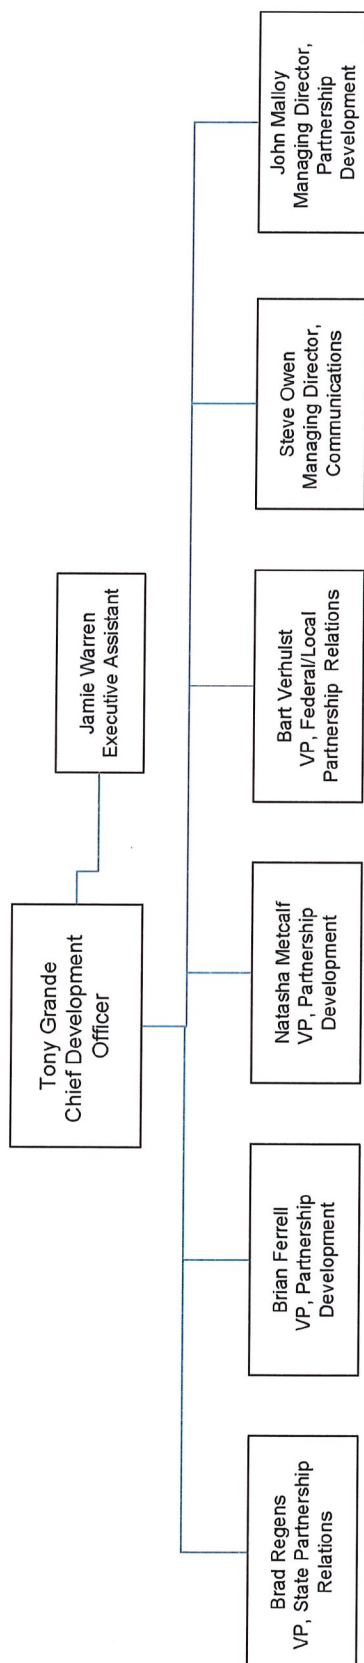 Tony Grande
Chief Development
Officer
Jamie Warren
Executive Assistant
Brad Regens
VP, State Partnership
Relations
Brian Ferrell
VP, Partnership
Development
Natasha Metcalf
VP, Partnership
Development
Bart Verhulst
VP, Federal/Local
Partnership Relations
Steve Owen
Managing Director,
Communications
John Malloy
Managing Director,
Partnership
Development